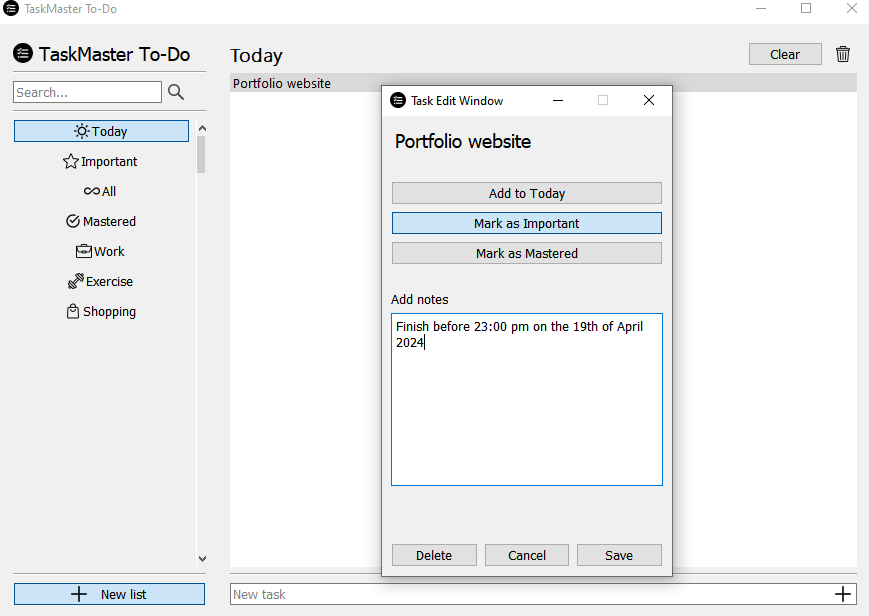 TaskMaster To-Do
TaskMaster To-Do
Search...
Today
Important
All
Mastered
Work
Exercise
Shopping
New list
Today
Clear
Portfolio website
New task
Task Edit Window
Portfolio website
Add to Today
Mark as Important
Mark as Mastered
Add notes
Finish before 23:00 pm on the 19th of April
2024
Delete
Cancel
Save